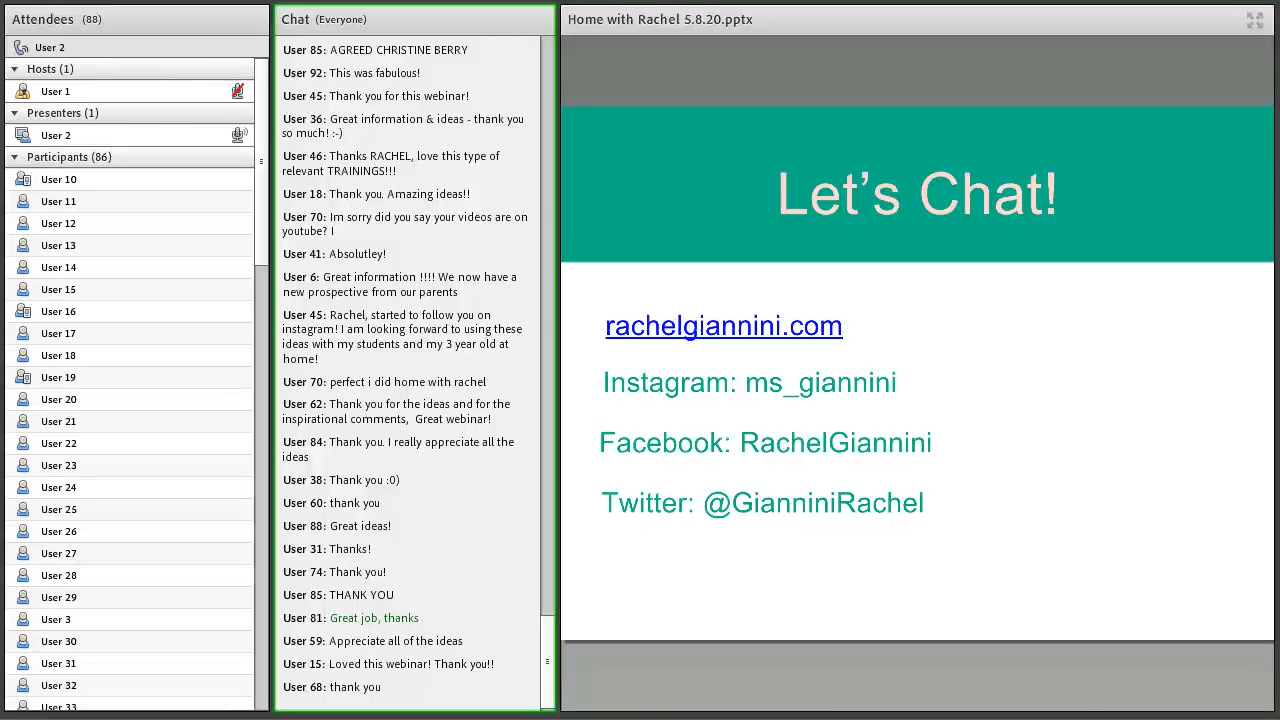 Attendees (88)
User 2
Hosts (1)
User 1
Presenters (1)
User 2
Participants (86)
User 10
User 11
User 12
User 13
User 14
User 15
User 16
User 17
User 18
User 19
User 20
User 21
User 22
User 23
User 24
User 25
User 26
User 27
User 28
User 29
User 3
User 30
User 31
User 32
User 33
Chat (Everyone)
User 85: AGREED CHRISTINE BERRY
User 92: This was fabulous!
User 45: Thank you for this webinar!
User 36: Great information & ideas - thank you
so much! :-)
User 46: Thanks RACHEL, love this type of
relevant TRAININGS!!!
User 18: Thank you. Amazing ideas!!
User 70: Im sorry did you say your videos are on
youtube? I
User 41: Absolutley!
User 6: Great information !!!! We now have a
new prospective from our parents
User 45: Rachel, started to follow you on
instagram! I am looking forward to using these
ideas with my students and my 3 year old at
home!
User 70: perfect i did home with rachel
User 62: Thank you for the ideas and for the
inspirational comments, Great webinar!
User 84: Thank you. I really appreciate all the
ideas
User 38: Thank you :0)
User 60: thank you
User 88: Great ideas!
User 31: Thanks!
User 74: Thank you!
User 85: THANK YOU
User 81: Great job, thanks
User 59: Appreciate all of the ideas
User 15: Loved this webinar! Thank you!!
User 68: thank you
Home with Rachel 5.8.20.pptx
Let’s Chat!
rachelgiannini.com
Instagram: ms_giannini
Facebook: RachelGiannini
Twitter: @GianniniRachel